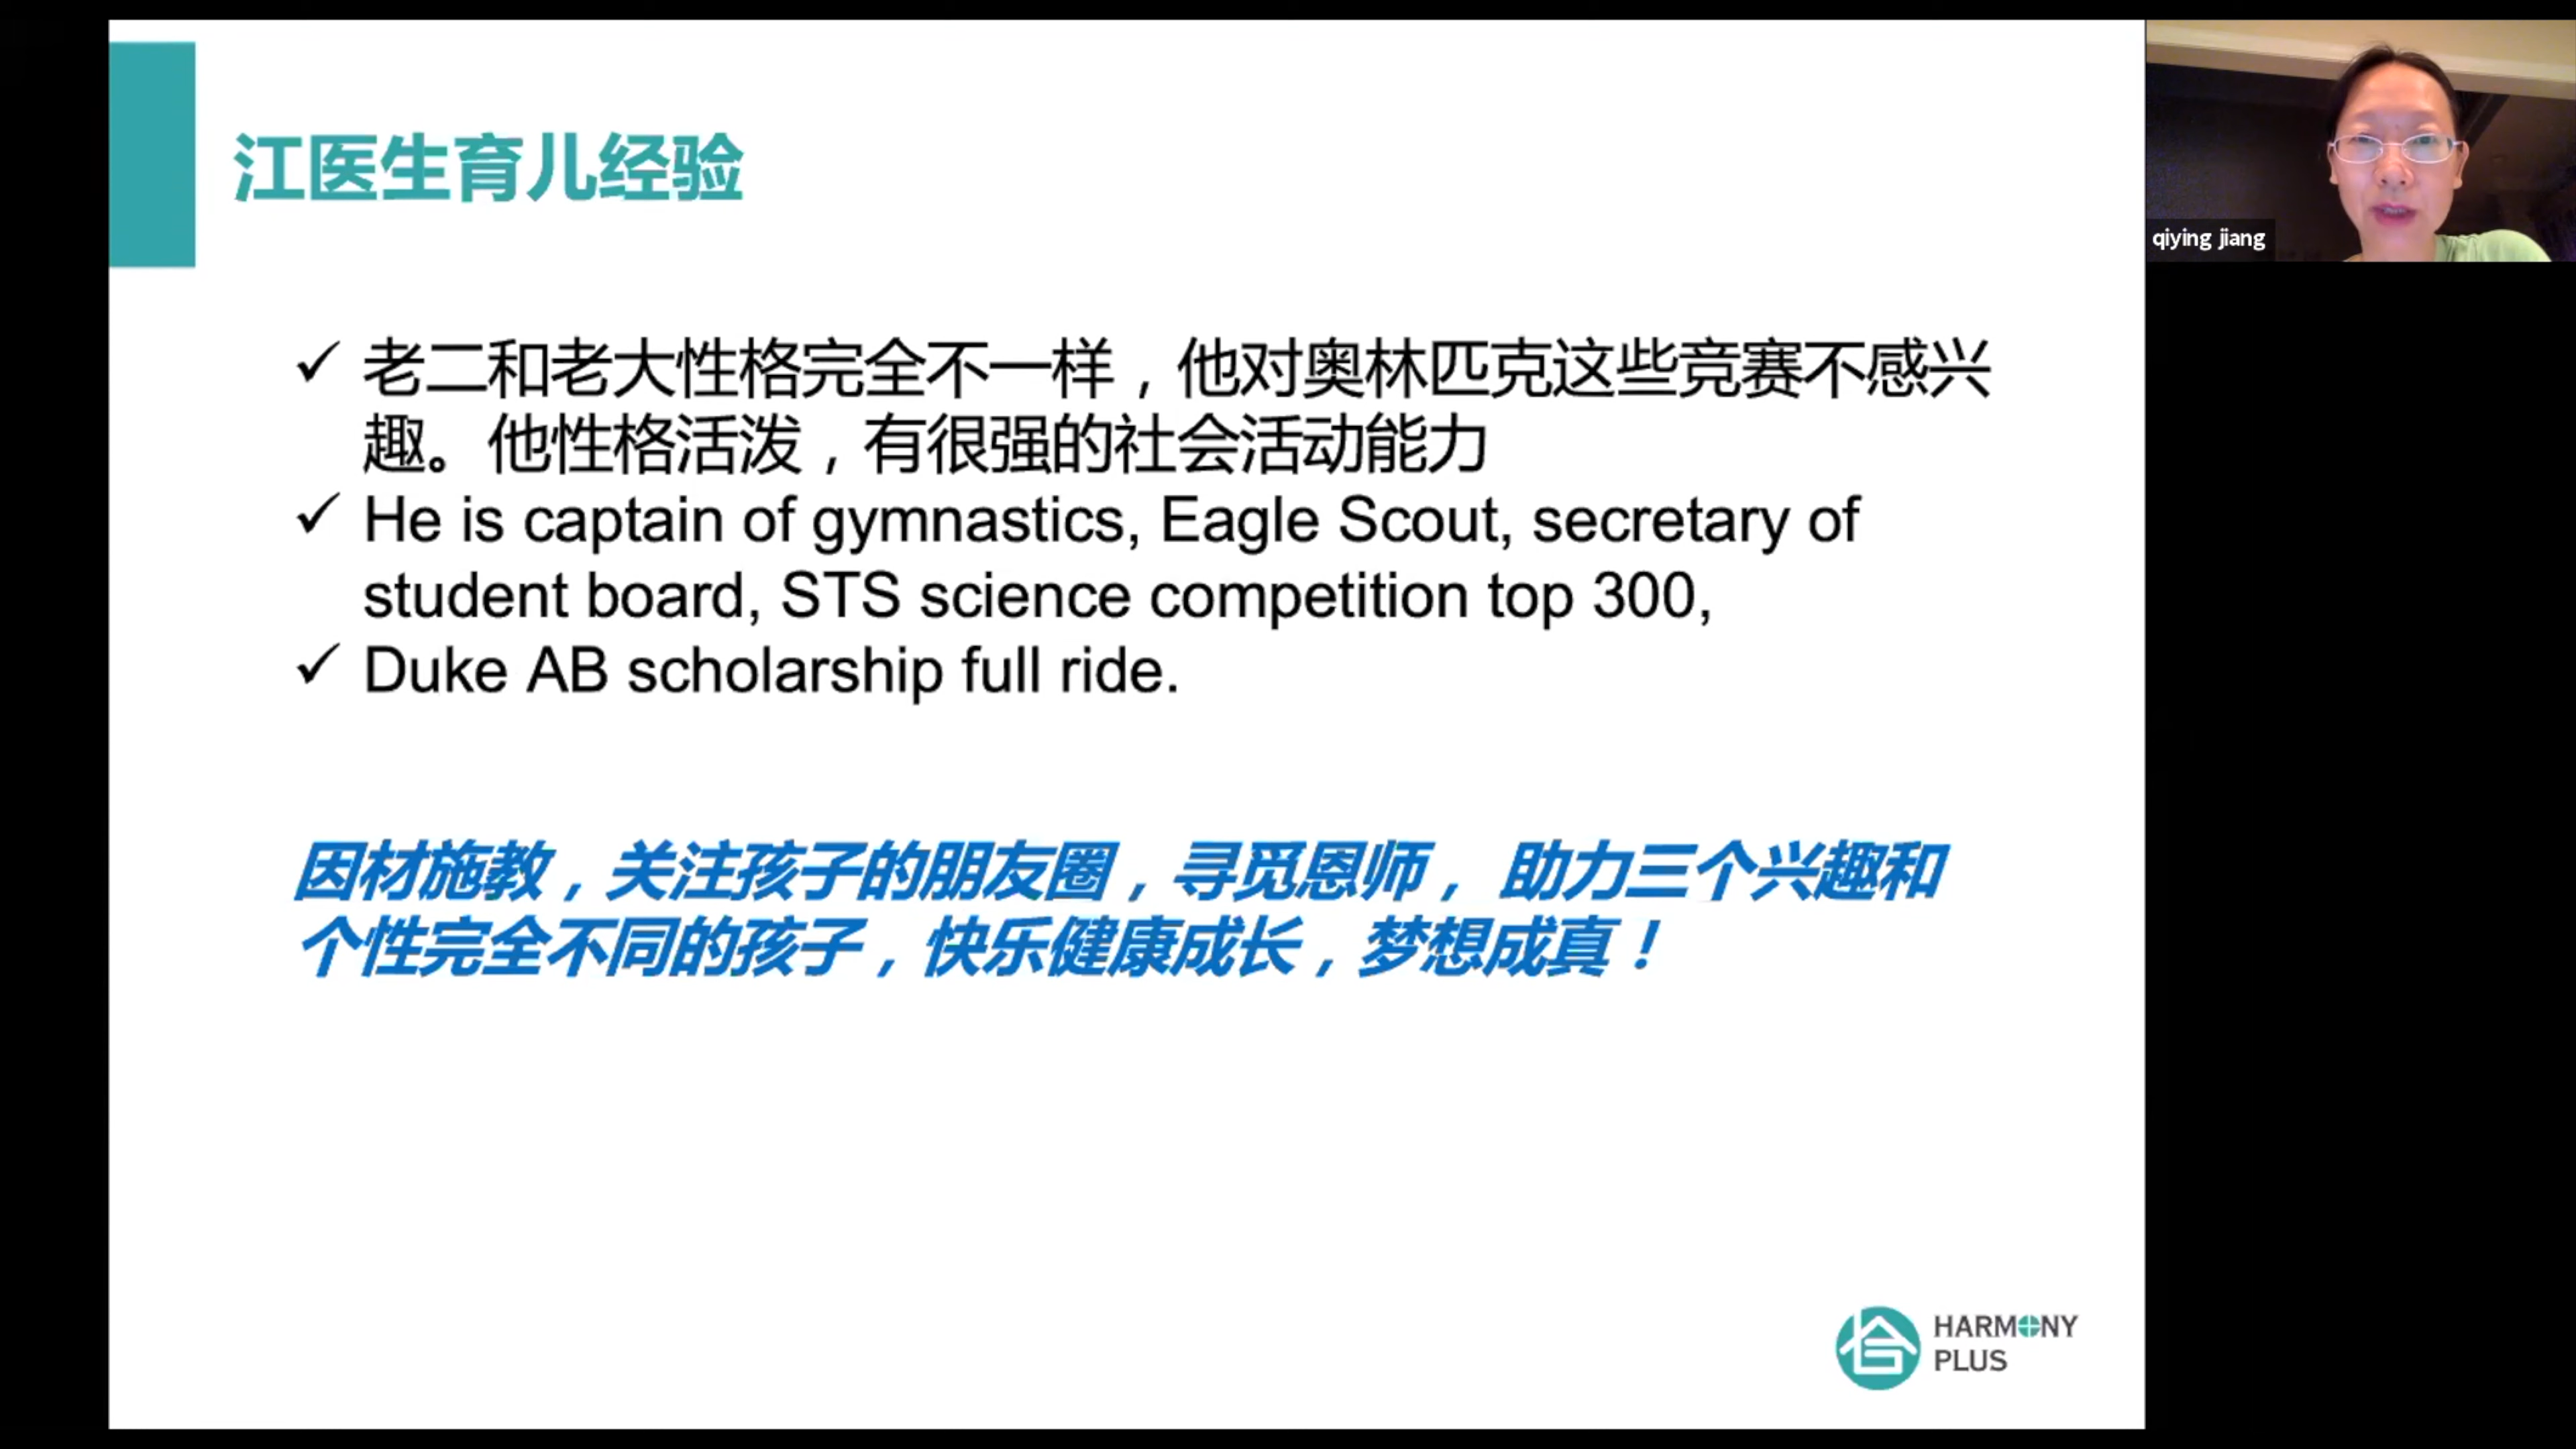 江医生育儿经验
qiying jiang
✓ 老二和老大性格完全不一样，他对奥林匹克这些竞赛不感兴
趣。他性格活泼，有很强的社会活动能力
✓ He is captain of gymnastics, Eagle Scout, secretary of
student board, STS science competition top 300,
✓ Duke AB scholarship full ride.
因材施教，关注孩子的朋友圈，寻觅恩师， 助力三个兴趣和
个性完全不同的孩子，快乐健康成长，梦想成真！
HARMONY
PLUS